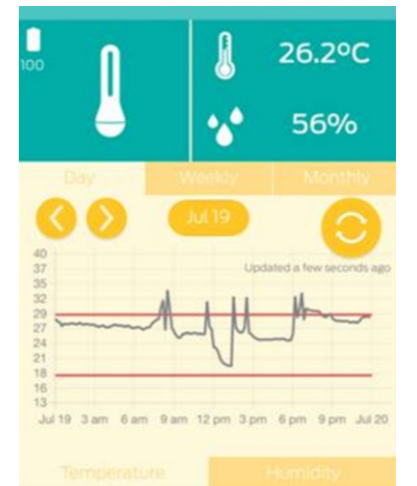 100
26.2°C
56%
Day Weekly Monthly
Jul 19
Updated a few seconds ago
40
37
35
32
29
27
24
21
18
16
13
Jul 19 3 am 6 am 9 am 12 pm 3 pm 6 pm 9 pm Jul 20
Temperature Humidity